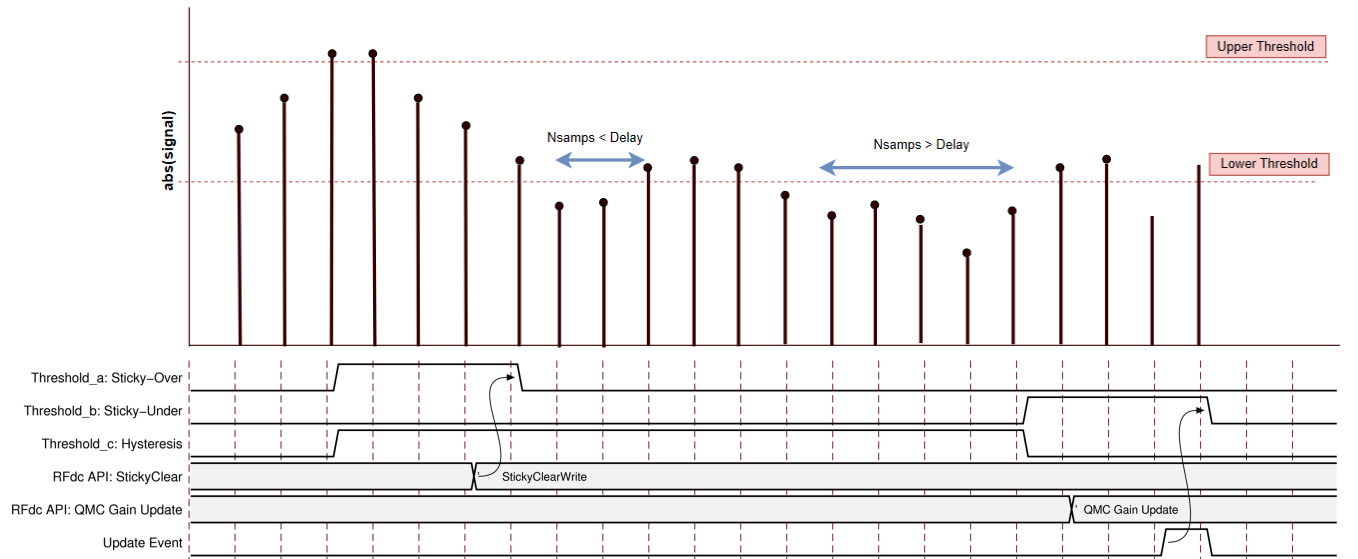 Upper Threshold
abs(signal)
Nsamps < Delay
Nsamps > Delay
Lower Threshold
Threshold_a: Sticky−Over
Threshold_b: Sticky−Under
Threshold_c: Hysteresis
RFdc API: StickyClear
StickyClearWrite
RFdc API: QMC Gain Update
QMC Gain Update
Update Event